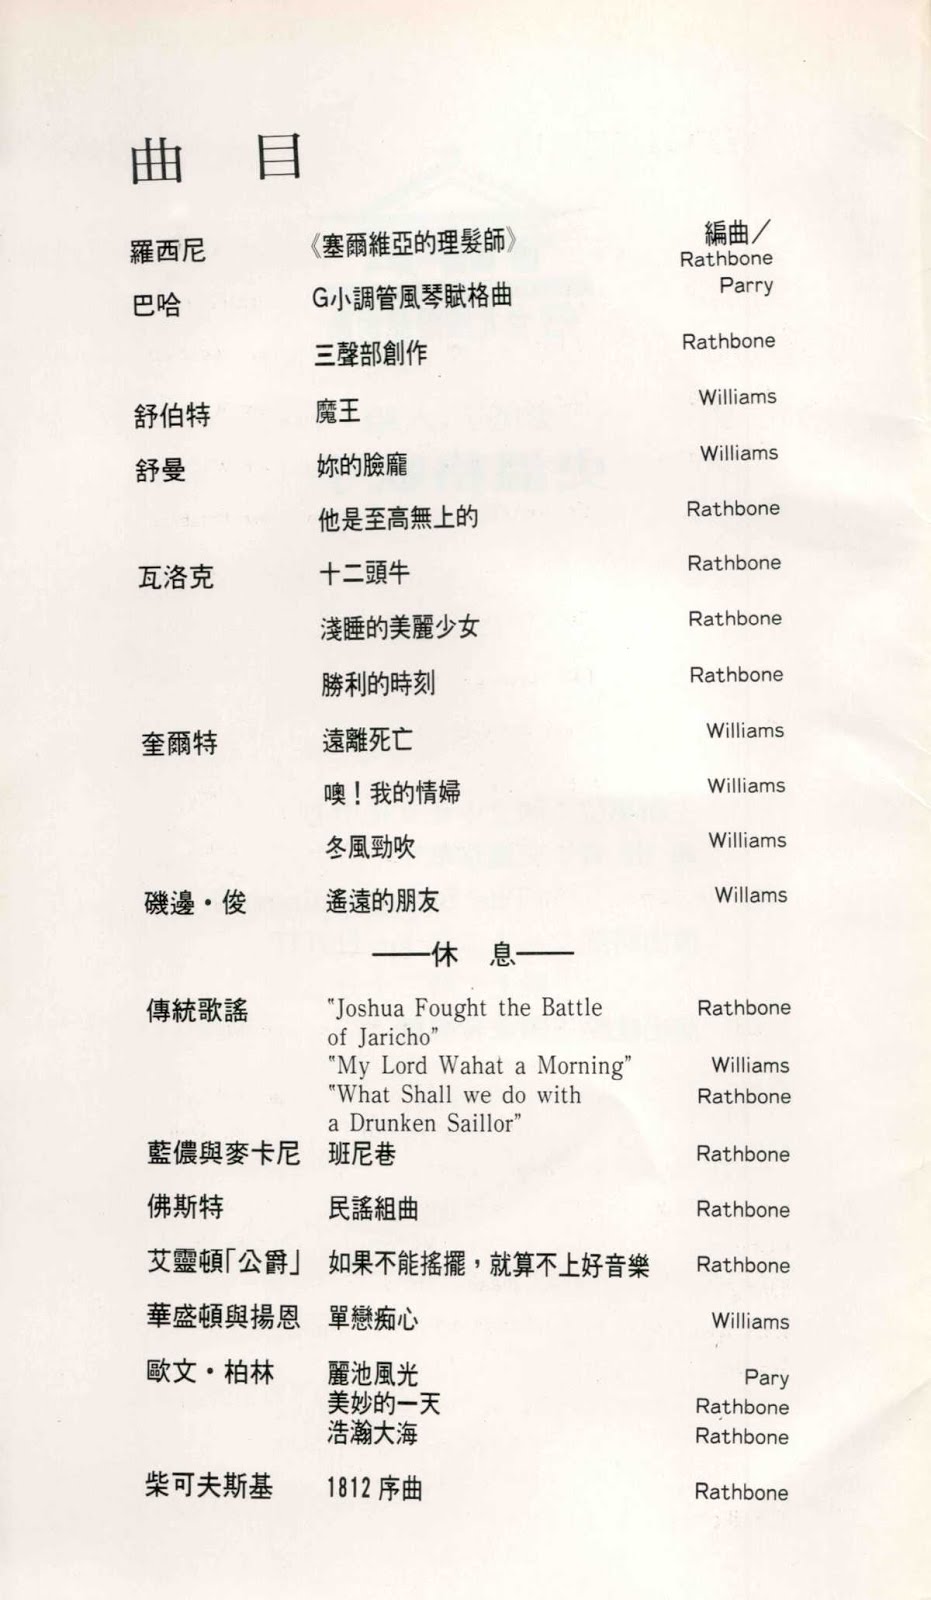 曲 目
編曲／
羅西尼 《塞爾維亞的理髮師》 Rathbone
巴哈 G小調管風琴賦格曲 Parry
三聲部創作 Rathbone
舒伯特 魔王 Williams
舒曼 妳的臉龐 Williams
他是至高無上的 Rathbone
瓦洛克 十二頭牛 Rathbone
淺睡的美麗少女 Rathbone
勝利的時刻 Rathbone
奎爾特 遠離死亡 Williams
噢！我的情婦 Williams
冬風勁吹 Williams
磯邊・俊 遙遠的朋友 Willams
——休 息——
傳統歌謠 "Joshua Fought the Battle Rathbone
of Jaricho”
"My Lord Wahat a Morning” Williams
"What Shall we do with Rathbone
a Drunken Saillor”
藍儂與麥卡尼 班尼巷 Rathbone
佛斯特 民謠組曲 Rathbone
艾靈頓「公爵」 如果不能搖擺，就算不上好音樂 Rathbone
華盛頓與揚恩 單戀痴心 Williams
歐文・柏林 麗池風光 Pary
美妙的一天 Rathbone
浩瀚大海 Rathbone
柴可夫斯基 1812 序曲 Rathbone